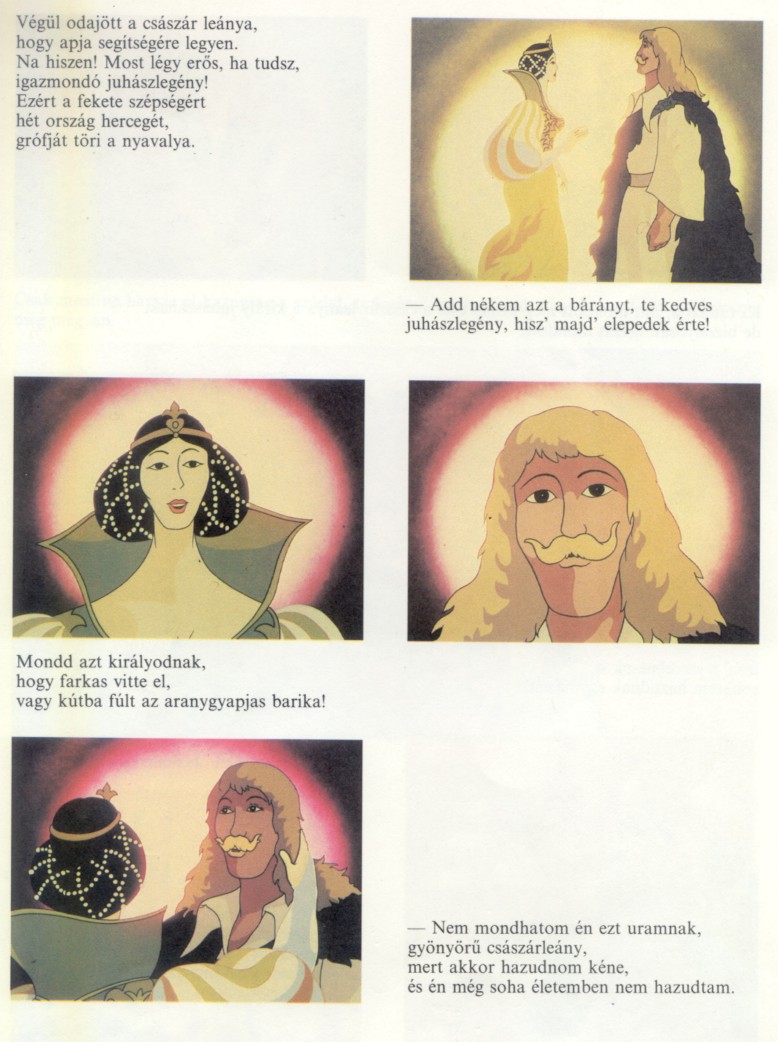 Végül odajött a császár leánya,
hogy apja segítségére legyen.
Na hiszen! Most légy erős, ha tudsz,
igazmondó juhászlegény!
Ezért a fekete szépségért
hét ország hercegét,
grófját töri a nyavalya.
— Add nékem azt a bárányt, te kedves
juhászlegény, hisz' majd' elepedek érte!
Mondd azt királyodnak,
hogy farkas vitte el,
vagy kútba fúlt az aranygyapjas barika!
— Nem mondhatom én ezt uramnak,
gyönyörű császárleány,
mert akkor hazudnom kéne,
és én még soha életemben nem hazudtam.